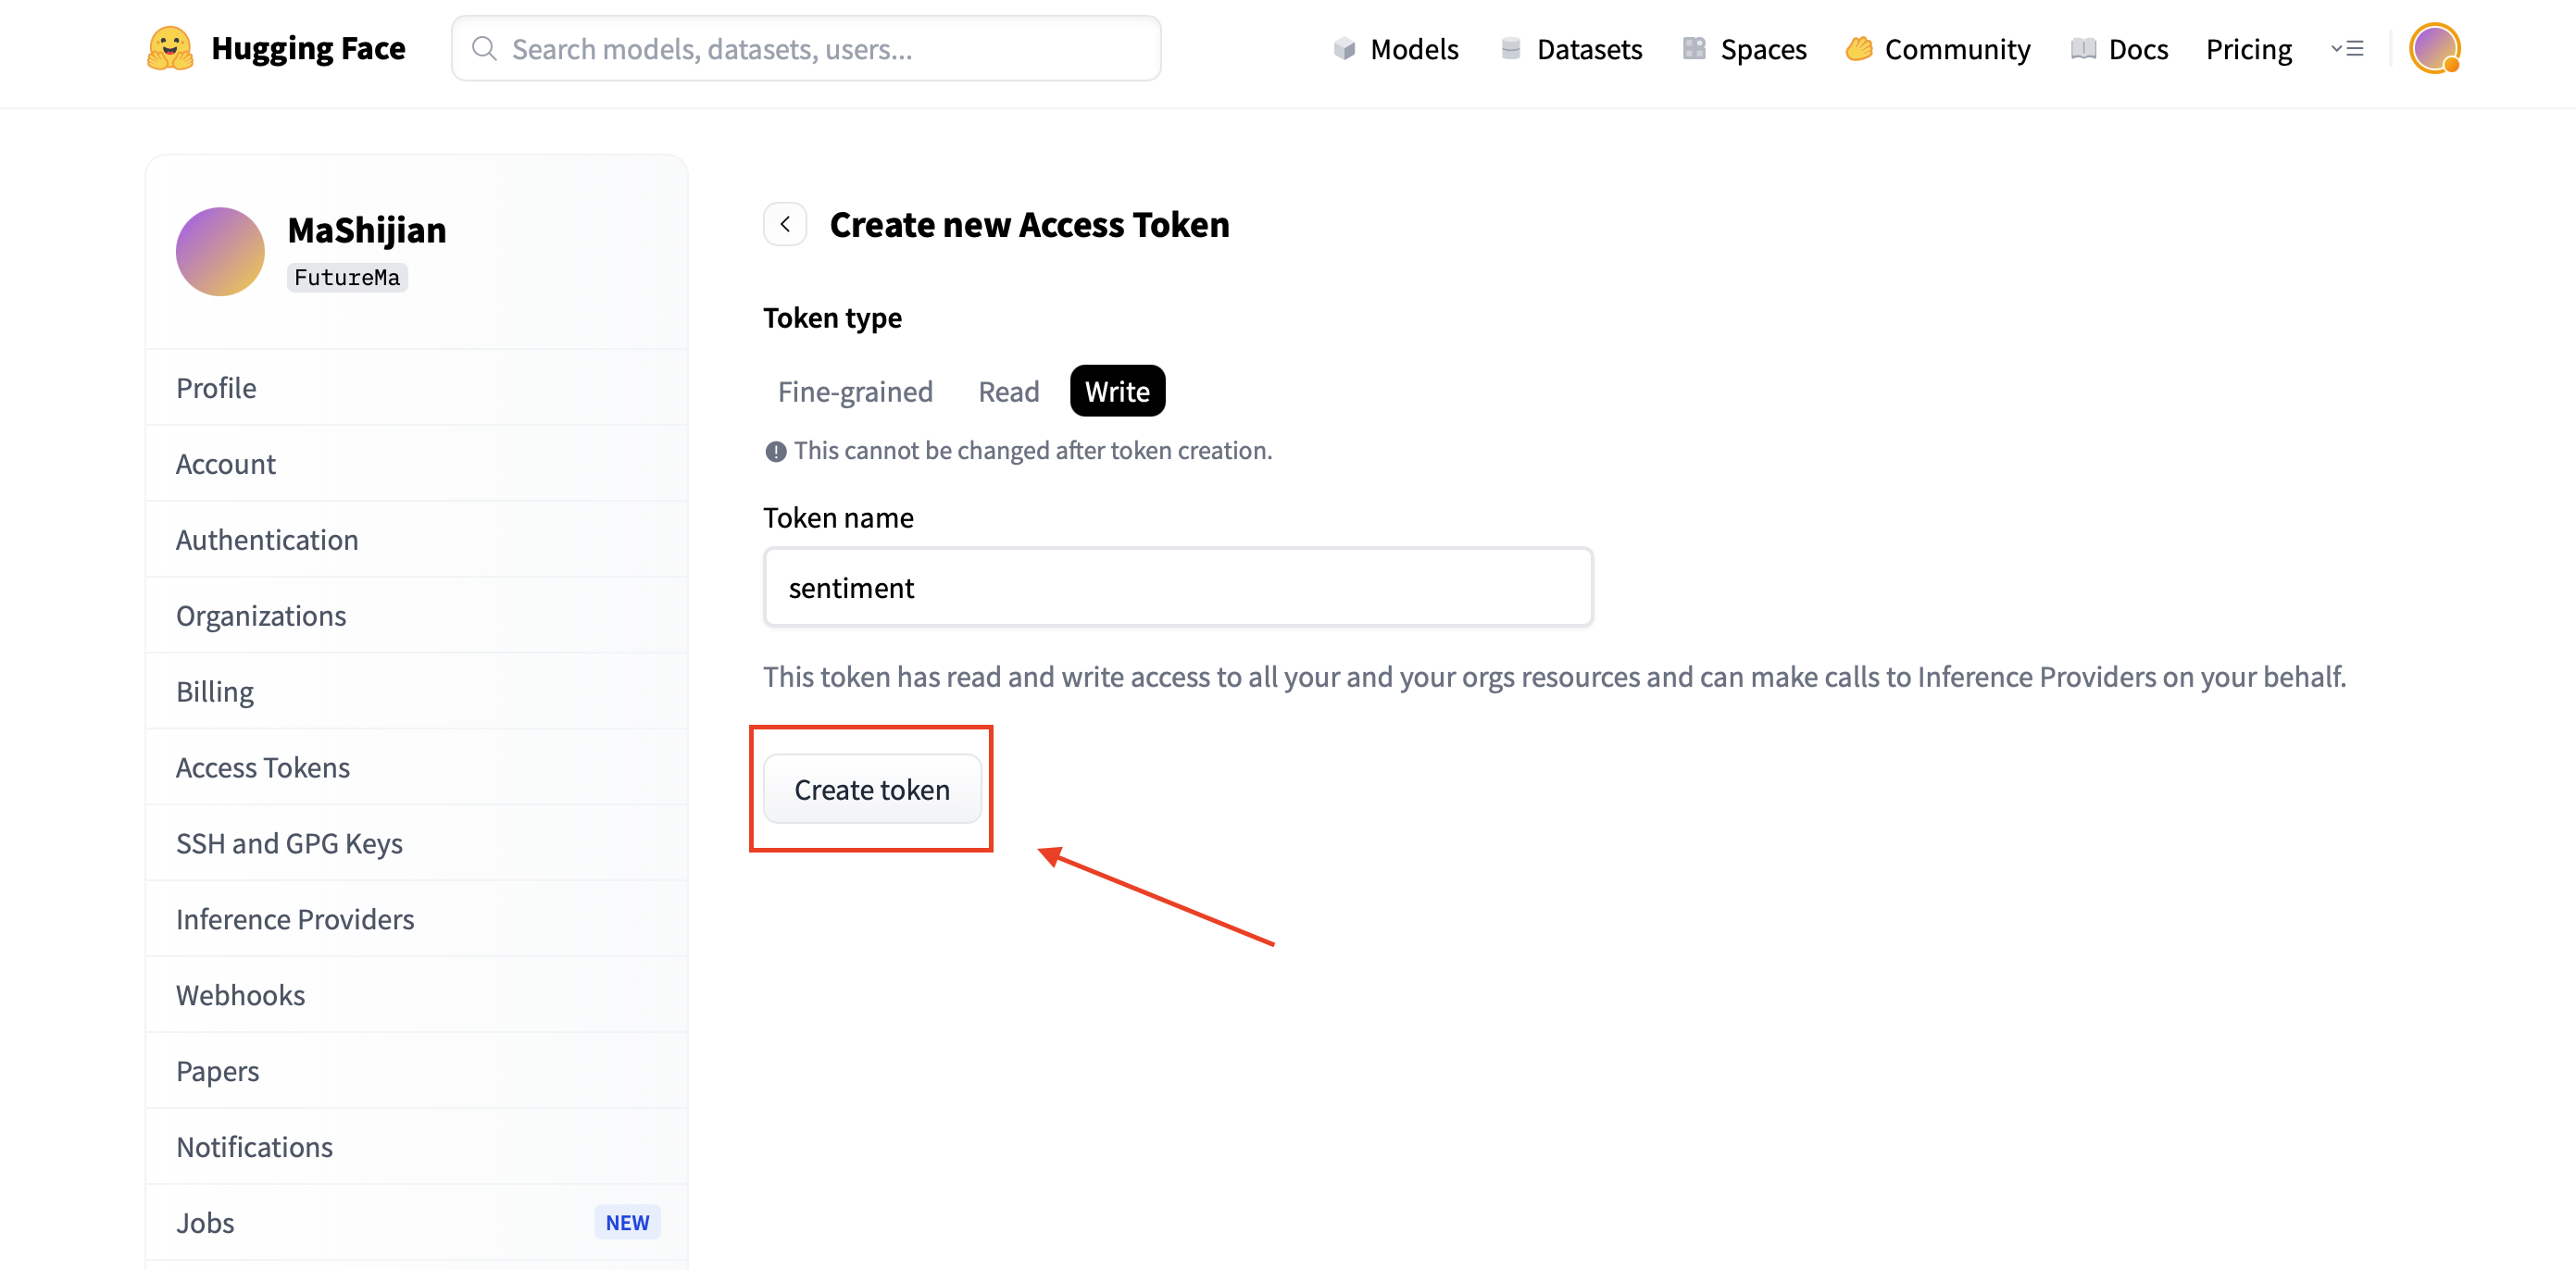 Hugging Face
Search models, datasets, users...
Models
Datasets
Spaces
Community
Docs
Pricing
MaShijian
FutureMa
Profile
Account
Authentication
Organizations
Billing
Access Tokens
SSH and GPG Keys
Inference Providers
Webhooks
Papers
Notifications
Jobs NEW
Create new Access Token
Token type
Fine-grained Read Write
This cannot be changed after token creation.
Token name
sentiment
This token has read and write access to all your and your orgs resources and can make calls to Inference Providers on your behalf.
Create token